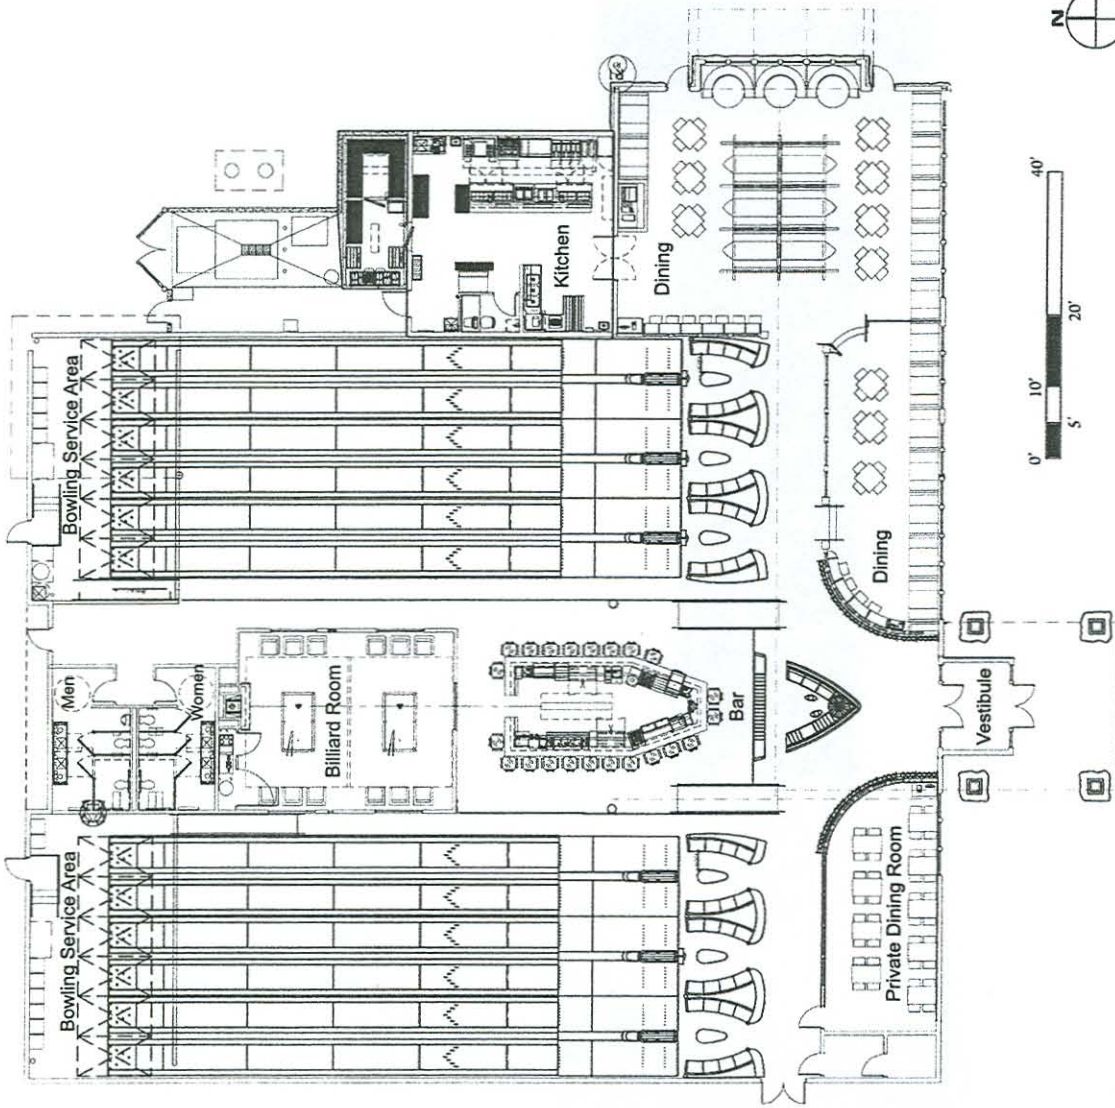 N
Bowling Service Area
Kitchen
Dining
40'
20'
10'
5'
0'
Dining
Men
Women
Billiard Room
Bar
Vestibule
Bowling Service Area
Private Dining Room